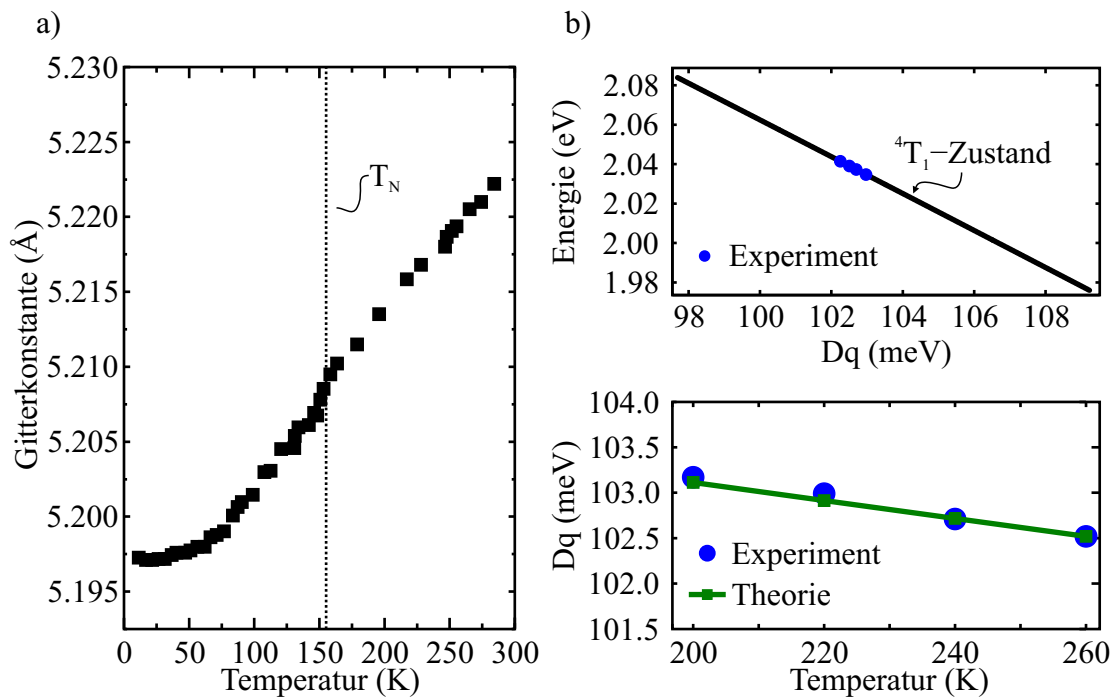 a)
Gitterkonstante (Å)
5.230
5.225
5.220
5.215
5.210
5.205
5.200
5.195
T_N
0 50 100 150 200 250 300
Temperatur (K)
b)
Energie (eV)
2.08
2.06
2.04
2.02
2.00
1.98
⁴T₁−Zustand
Experiment
98 100 102 104 106 108
Dq (meV)
Dq (meV)
104.0
103.5
103.0
102.5
102.0
101.5
Experiment
Theorie
200 220 240 260
Temperatur (K)